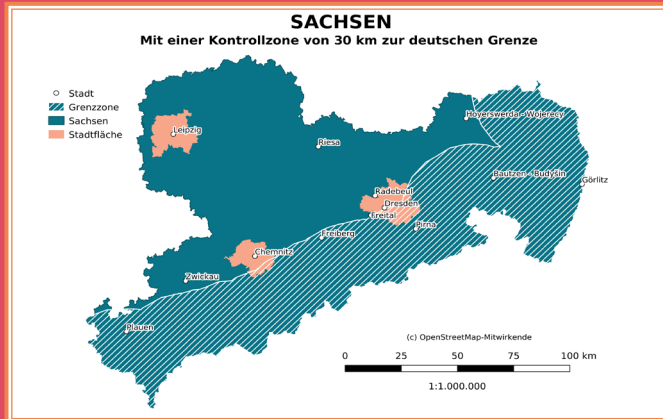 SACHSEN
Mit einer Kontrollzone von 30 km zur deutschen Grenze
Stadt
Grenzzone
Sachsen
Stadtfläche
Leipzig
Riesa
Hoyerswerda - Wojerecy
Bautzen - Budyšin
Görlitz
Radebeul
Dresden
Freital
Pirna
Freiberg
Chemnitz
Zwickau
Plauen
(c) OpenStreetMap-Mitwirkende
0 25 50 75 100 km
1:1.000.000